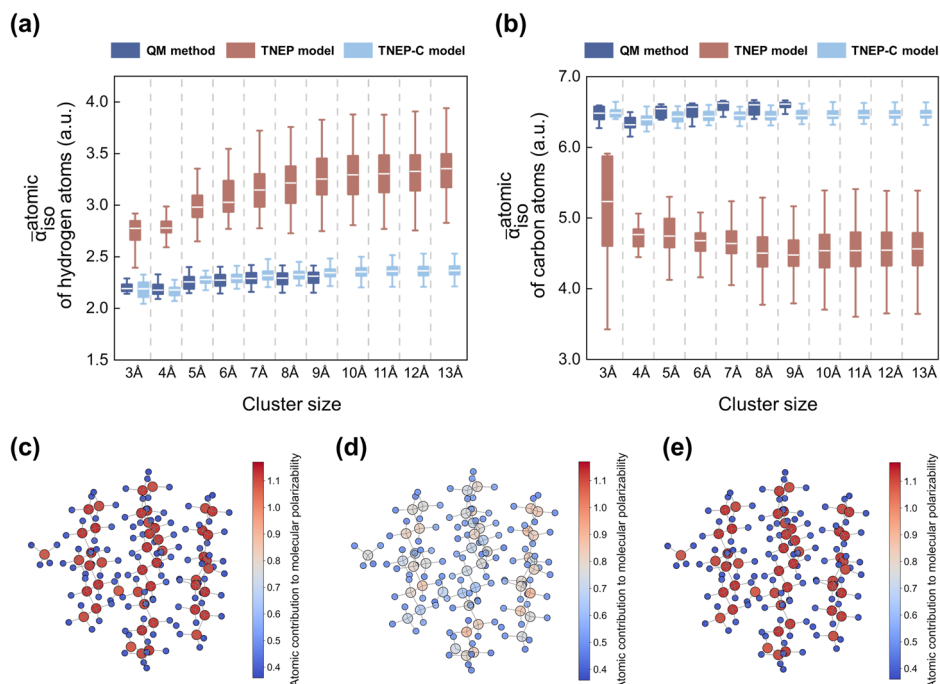 (a)
QM method TNEP model TNEP-C model
4.0
3.5
3.0
2.5
2.0
1.5
ᾱ atomic iso
of hydrogen atoms (a.u.)
3Å 4Å 5Å 6Å 7Å 8Å 9Å 10Å 11Å 12Å 13Å
Cluster size
(b)
QM method TNEP model TNEP-C model
7.0
6.0
5.0
4.0
3.0
ᾱ atomic iso
of carbon atoms (a.u.)
3Å 4Å 5Å 6Å 7Å 8Å 9Å 10Å 11Å 12Å 13Å
Cluster size
(c)
1.1
1.0
0.9
0.8
0.7
0.6
0.5
0.4
Atomic contribution to molecular polarizability
(d)
1.1
1.0
0.9
0.8
0.7
0.6
0.5
0.4
Atomic contribution to molecular polarizability
(e)
1.1
1.0
0.9
0.8
0.7
0.6
0.5
0.4
Atomic contribution to molecular polarizability